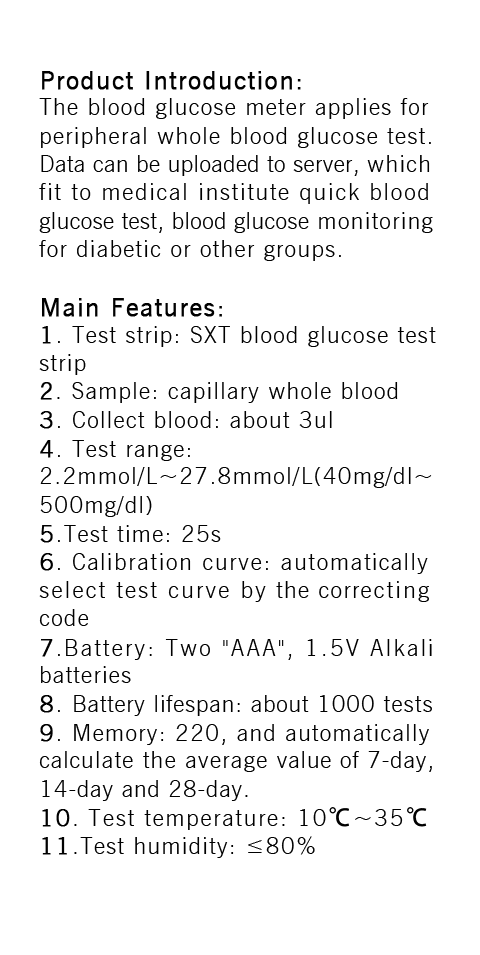 Product Introduction:
The blood glucose meter applies for
peripheral whole blood glucose test.
Data can be uploaded to server, which
fit to medical institute quick blood
glucose test, blood glucose monitoring
for diabetic or other groups.
Main Features:
1. Test strip: SXT blood glucose test
strip
2. Sample: capillary whole blood
3. Collect blood: about 3ul
4. Test range:
2.2mmol/L~27.8mmol/L(40mg/dl~
500mg/dl)
5.Test time: 25s
6. Calibration curve: automatically
select test curve by the correcting
code
7.Battery: Two "AAA", 1.5V Alkali
batteries
8. Battery lifespan: about 1000 tests
9. Memory: 220, and automatically
calculate the average value of 7-day,
14-day and 28-day.
10. Test temperature: 10℃~35℃
11.Test humidity: ≤80%